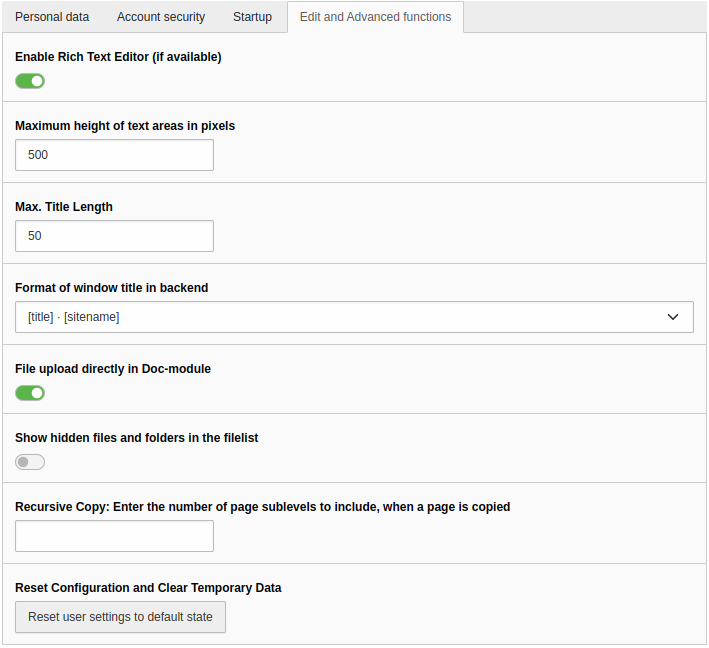 Personal data Account security Startup Edit and Advanced functions
Enable Rich Text Editor (if available)
Maximum height of text areas in pixels
500
Max. Title Length
50
Format of window title in backend
[title] · [sitename]
File upload directly in Doc-module
Show hidden files and folders in the filelist
Recursive Copy: Enter the number of page sublevels to include, when a page is copied
Reset Configuration and Clear Temporary Data
Reset user settings to default state